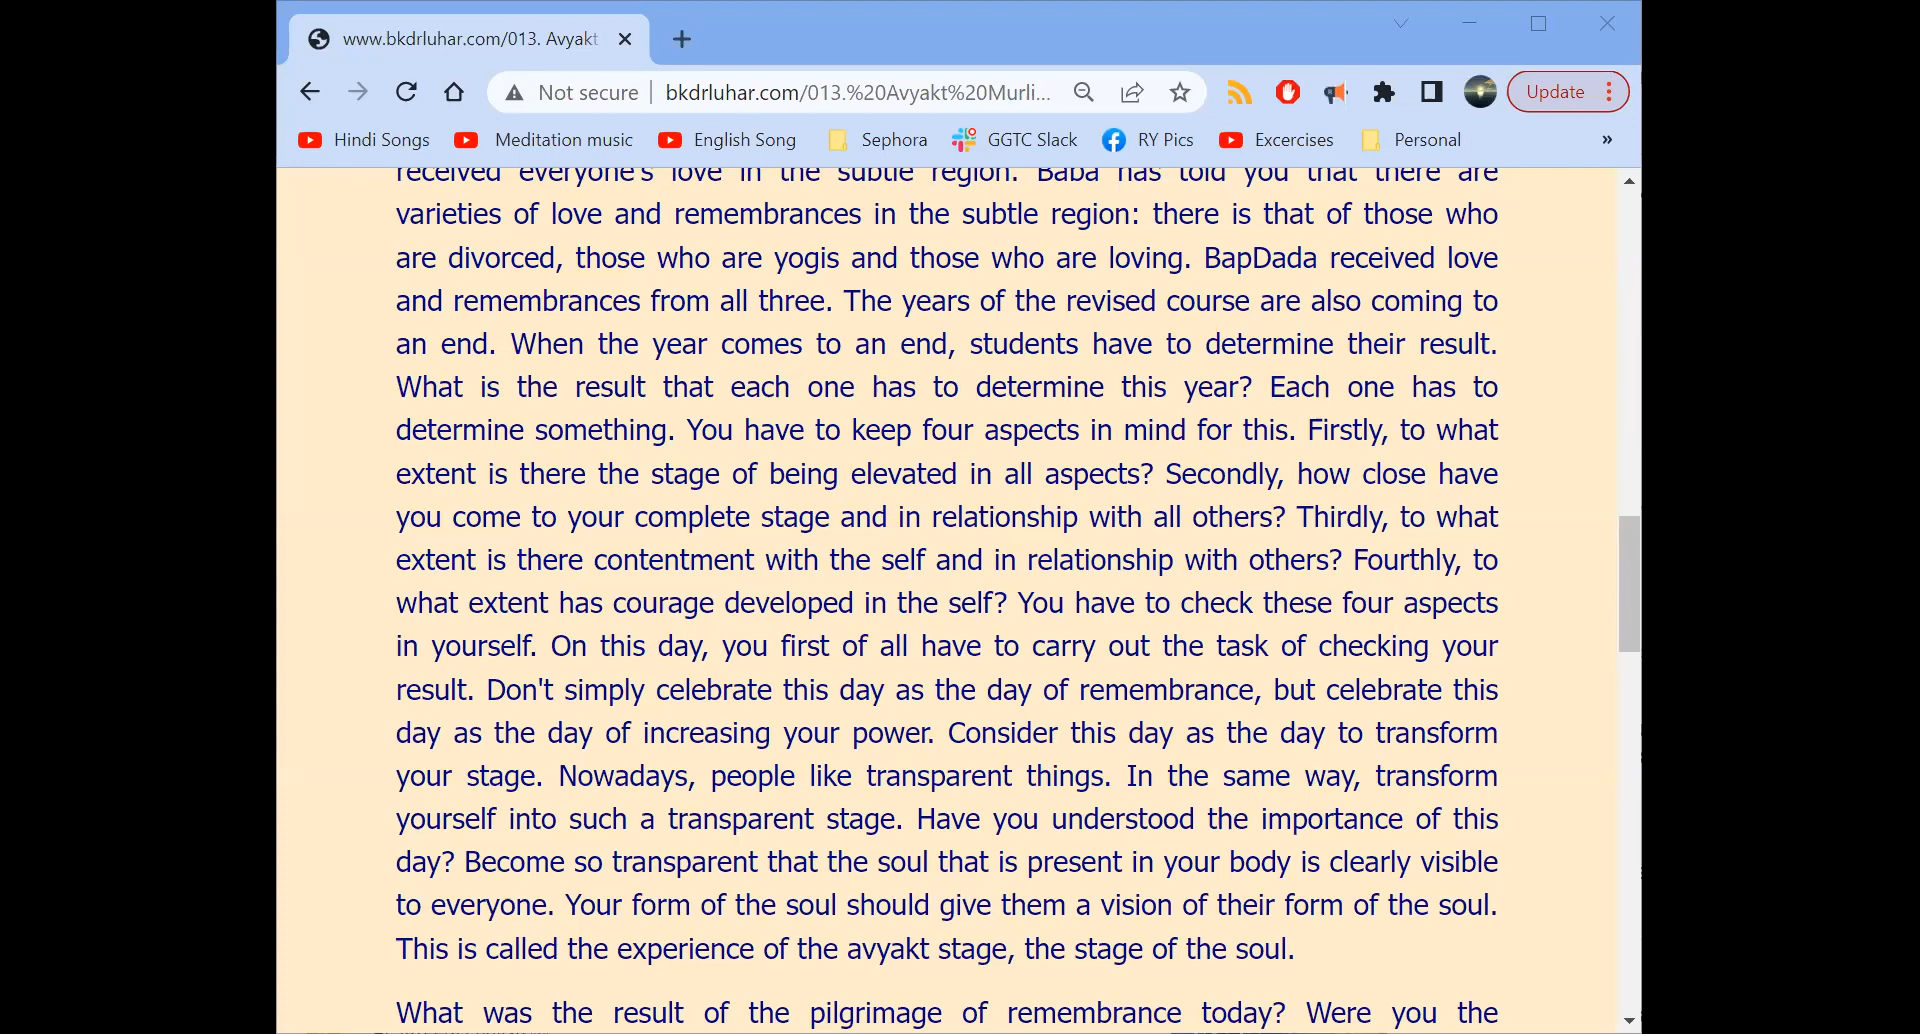 www.bkdrluhar.com/013. Avyakt
Not secure
bkdrluhar.com/013.%20Avyakt%20Murli...
Update
Hindi Songs
Meditation music
English Song
Sephora
GGTC Slack
RY Pics
Excercises
Personal
»
received everyone's love in the subtle region. Baba has told you that there are
varieties of love and remembrances in the subtle region: there is that of those who
are divorced, those who are yogis and those who are loving. BapDada received love
and remembrances from all three. The years of the revised course are also coming to
an end. When the year comes to an end, students have to determine their result.
What is the result that each one has to determine this year? Each one has to
determine something. You have to keep four aspects in mind for this. Firstly, to what
extent is there the stage of being elevated in all aspects? Secondly, how close have
you come to your complete stage and in relationship with all others? Thirdly, to what
extent is there contentment with the self and in relationship with others? Fourthly, to
what extent has courage developed in the self? You have to check these four aspects
in yourself. On this day, you first of all have to carry out the task of checking your
result. Don't simply celebrate this day as the day of remembrance, but celebrate this
day as the day of increasing your power. Consider this day as the day to transform
your stage. Nowadays, people like transparent things. In the same way, transform
yourself into such a transparent stage. Have you understood the importance of this
day? Become so transparent that the soul that is present in your body is clearly visible
to everyone. Your form of the soul should give them a vision of their form of the soul.
This is called the experience of the avyakt stage, the stage of the soul.
What was the result of the pilgrimage of remembrance today? Were you the